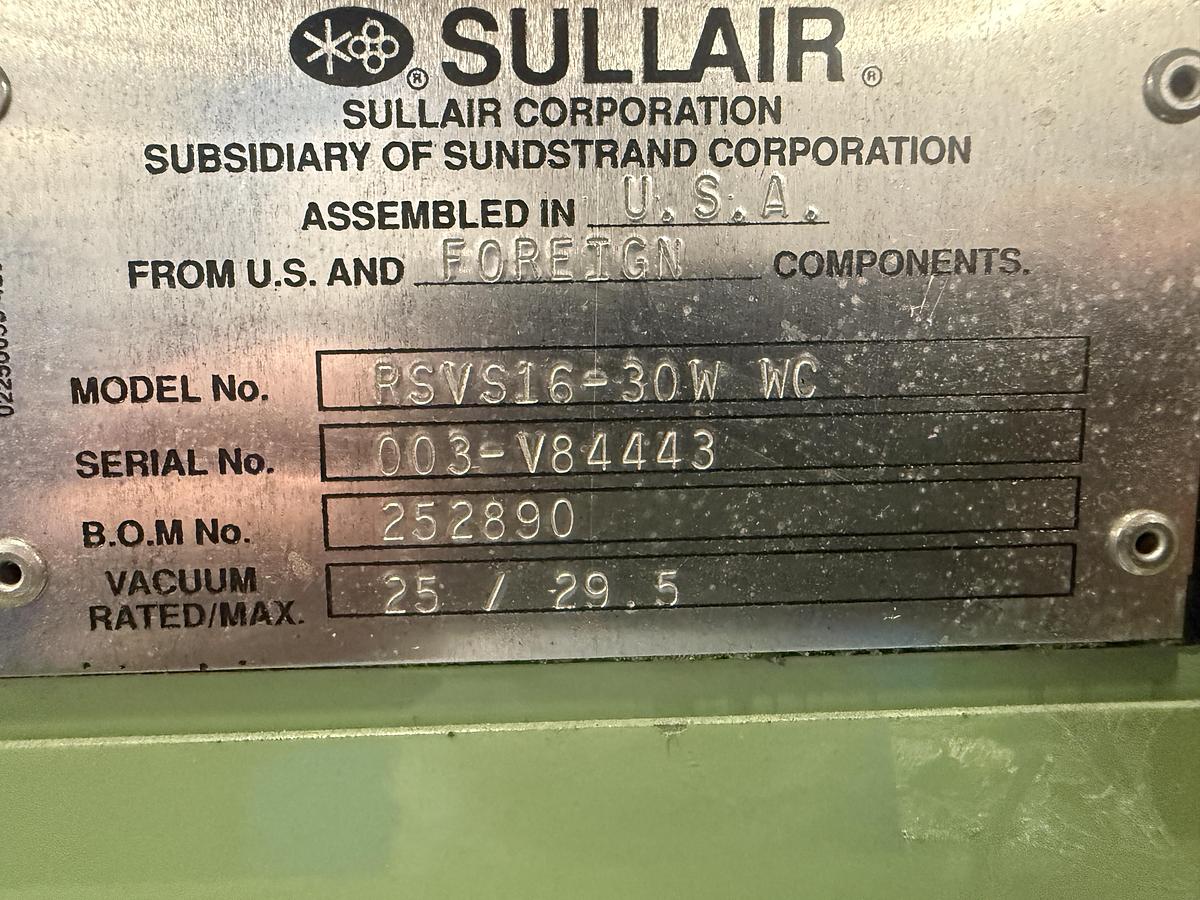 SULLAIR
SULLAIR CORPORATION
SUBSIDIARY OF SUNDSTRAND CORPORATION
ASSEMBLED IN U.S.A.
FROM U.S. AND FOREIGN COMPONENTS.
MODEL No. RSVS16-30W WC
SERIAL No. 003-V84443
B.O.M No. 252890
VACUUM
RATED/MAX. 25 / 29.5